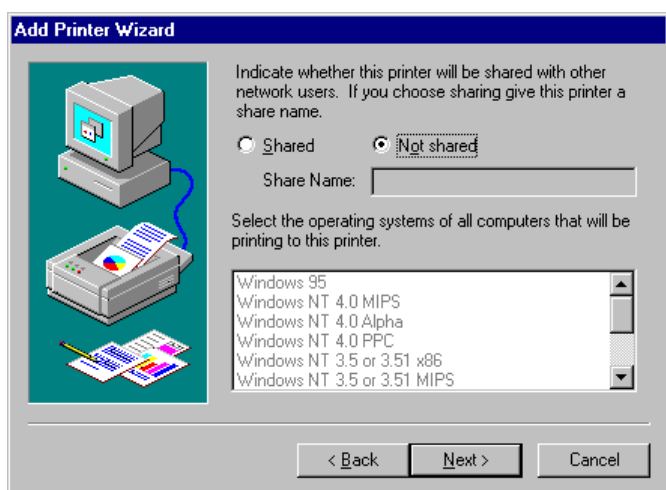 Add Printer Wizard
Indicate whether this printer will be shared with other
network users.  If you choose sharing give this printer a
share name.
Shared Not shared
Share Name:
Select the operating systems of all computers that will be
printing to this printer.
Windows 95
Windows NT 4.0 MIPS
Windows NT 4.0 Alpha
Windows NT 4.0 PPC
Windows NT 3.5 or 3.51 x86
Windows NT 3.5 or 3.51 MIPS
< Back Next > Cancel